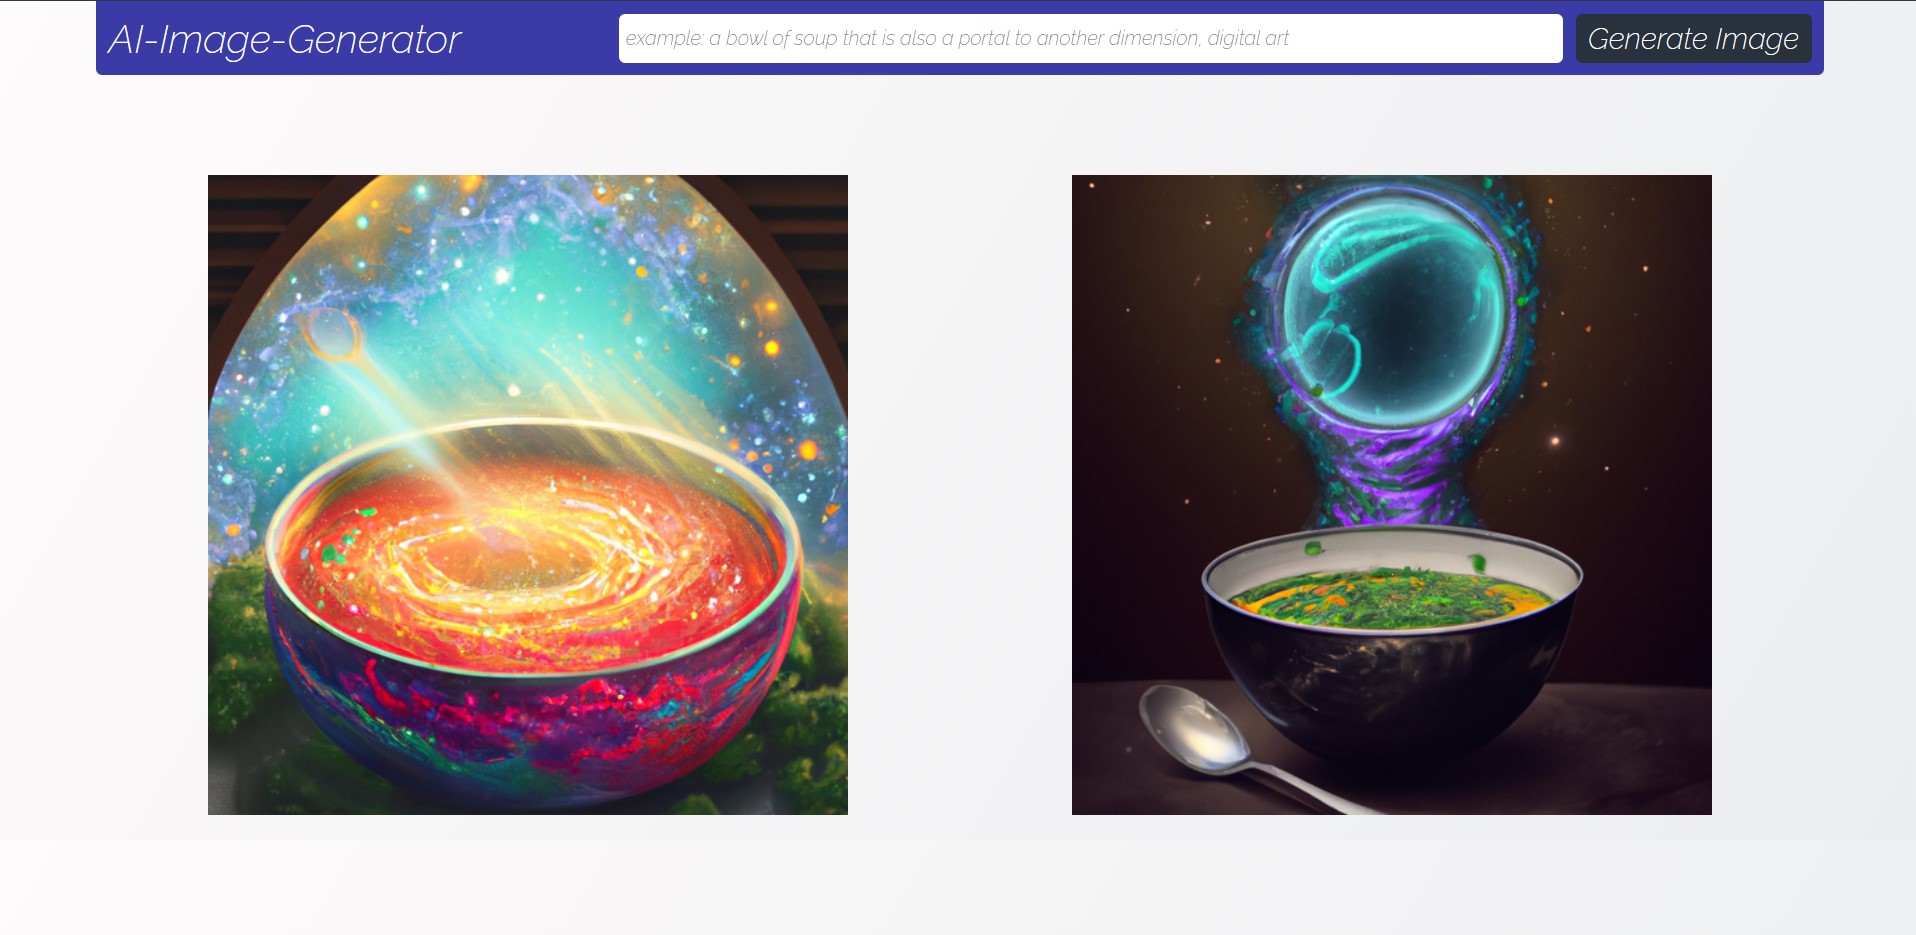 AI-Image-Generator
example: a bowl of soup that is also a portal to another dimension, digital art
Generate Image